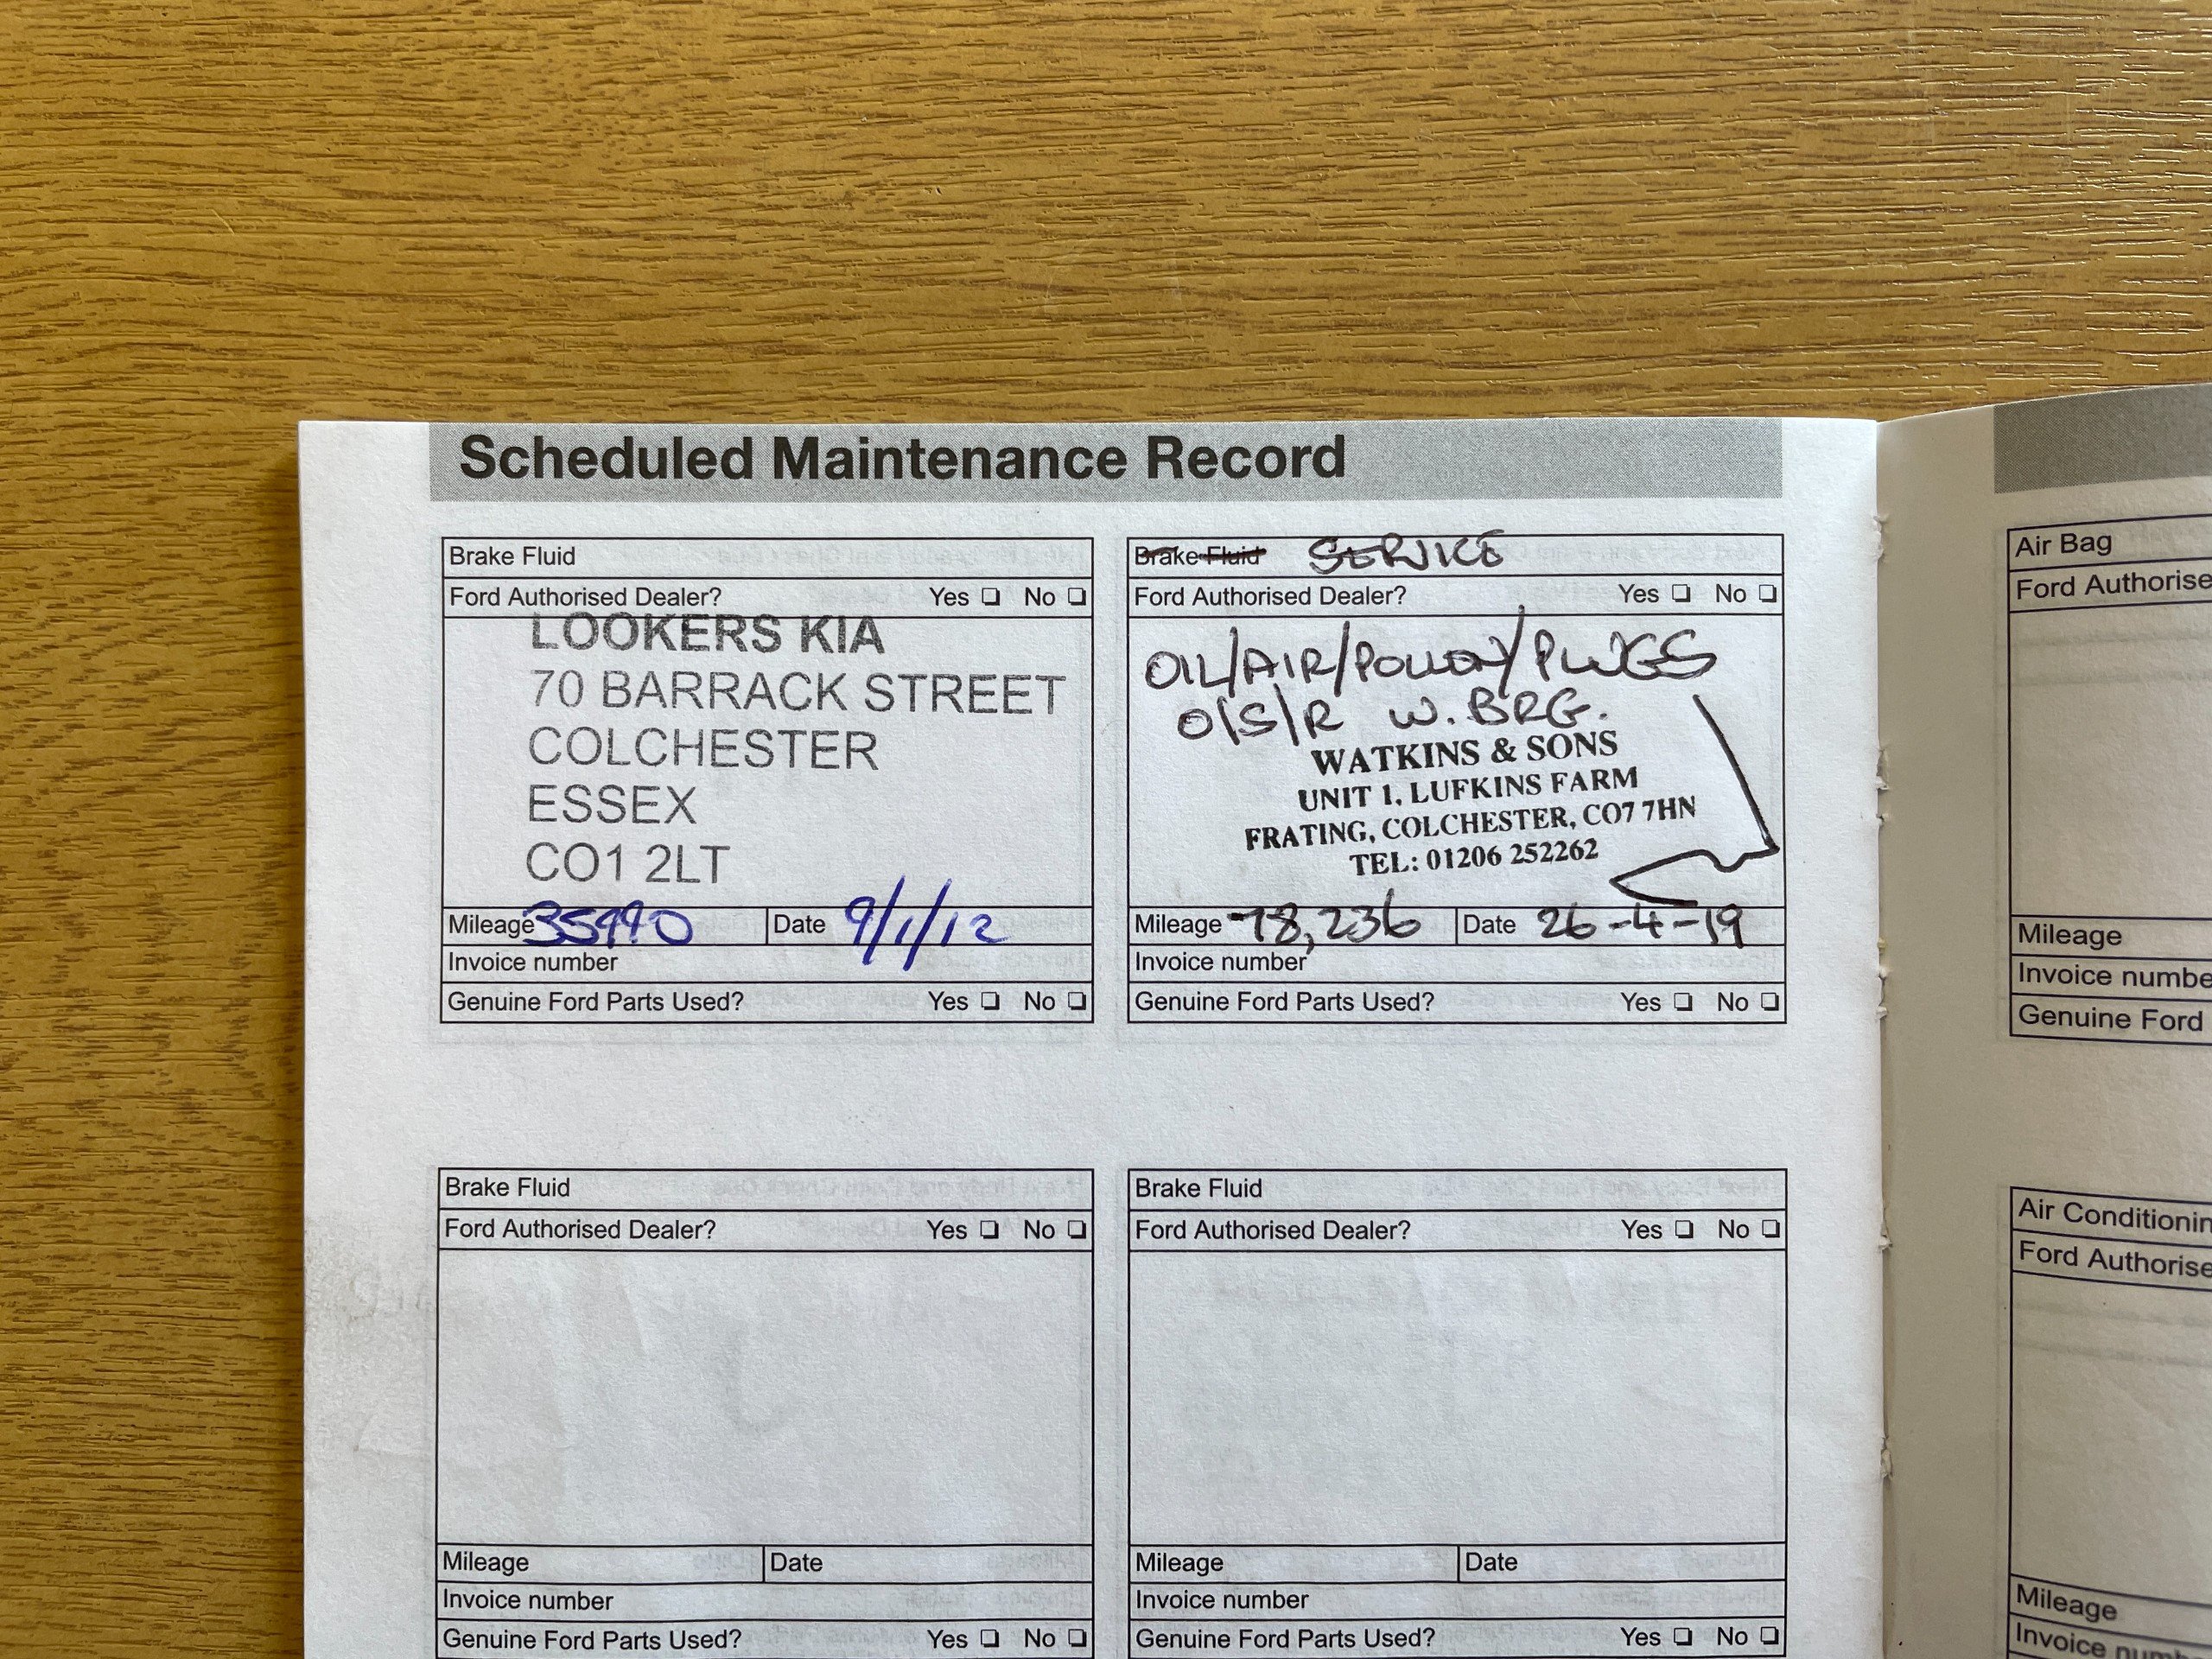 Scheduled Maintenance Record
Brake Fluid
Ford Authorised Dealer? Yes ❏ No ❏
LOOKERS KIA
70 BARRACK STREET
COLCHESTER
ESSEX
CO1 2LT
Mileage Date 9/1/12
Invoice number
Genuine Ford Parts Used? Yes ❏ No ❏
Brake Fluid SERVICE
Ford Authorised Dealer? Yes ❏ No ❏
OIL/AIR/POLLEN/PLUGS
O/S/R W. BRG.
WATKINS & SONS
UNIT 1, LUFKINS FARM
FRATING, COLCHESTER, CO7 7HN
TEL: 01206 252262
Mileage 78,236 Date 26-4-19
Invoice number
Genuine Ford Parts Used? Yes ❏ No ❏
Brake Fluid
Ford Authorised Dealer? Yes ❏ No ❏
Mileage Date
Invoice number
Genuine Ford Parts Used? Yes ❏ No ❏
Brake Fluid
Ford Authorised Dealer? Yes ❏ No ❏
Mileage Date
Invoice number
Genuine Ford Parts Used? Yes ❏ No ❏
Air Bag
Ford Authorise
Mileage
Invoice numbe
Genuine Ford
Air Conditionin
Ford Authorise
Mileage
Invoice numb